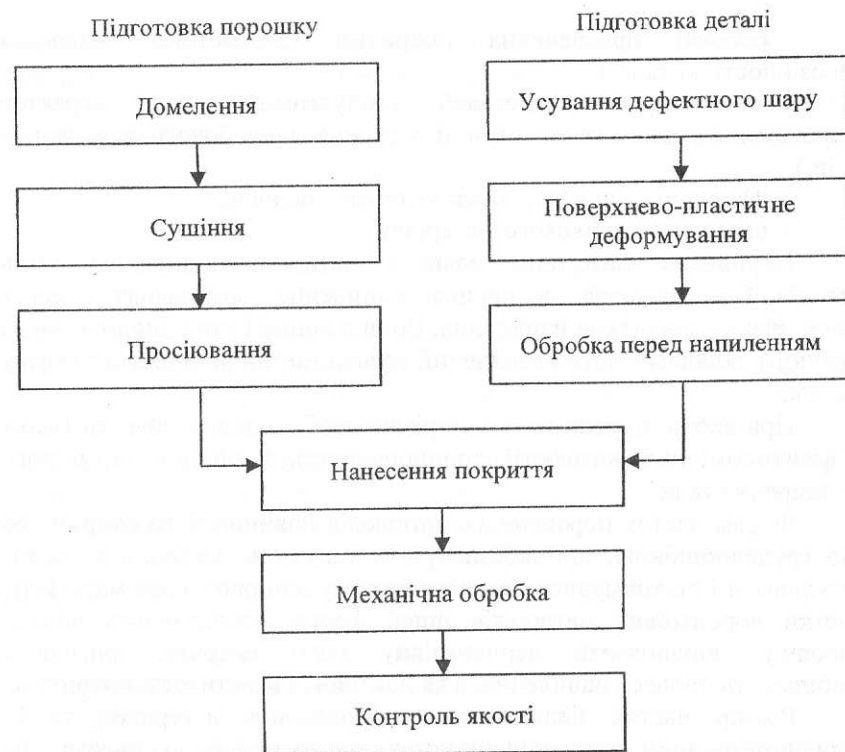 Підготовка порошку
Підготовка деталі
Домелення
Усування дефектного шару
Сушіння
Поверхнево-пластичне
деформування
Просіювання
Обробка перед напиленням
Нанесення покриття
Механічна обробка
Контроль якості